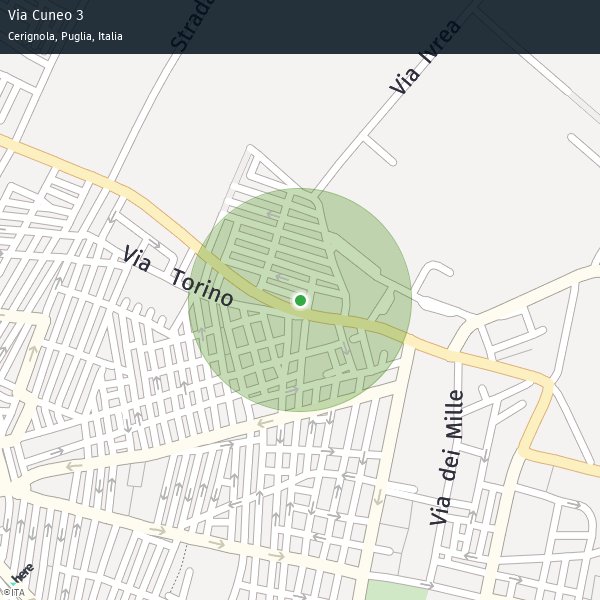 Via Cuneo 3
Cerignola, Puglia, Italia
Strada
Via Ivrea
Via Torino
Via dei Mille
here
©ITA